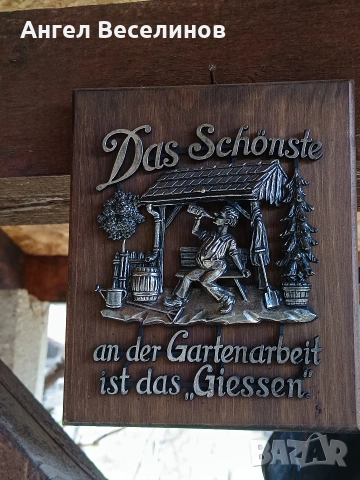 Ангел Веселинов
Das Schönste
an der Gartenarbeit
ist das „Giessen."
BAZAR